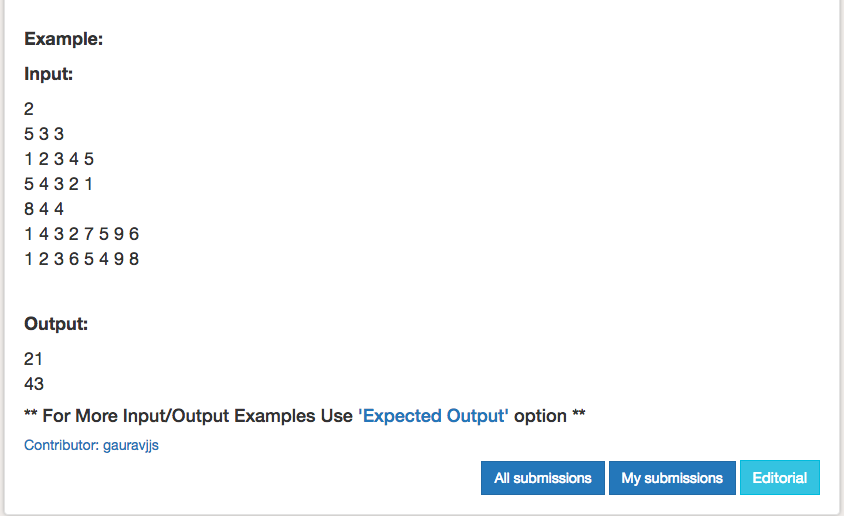 Example:
Input:
2
5 3 3
1 2 3 4 5
5 4 3 2 1
8 4 4
1 4 3 2 7 5 9 6
1 2 3 6 5 4 9 8
Output:
21
43
** For More Input/Output Examples Use 'Expected Output' option **
Contributor: gauravjjs
All submissions My submissions Editorial